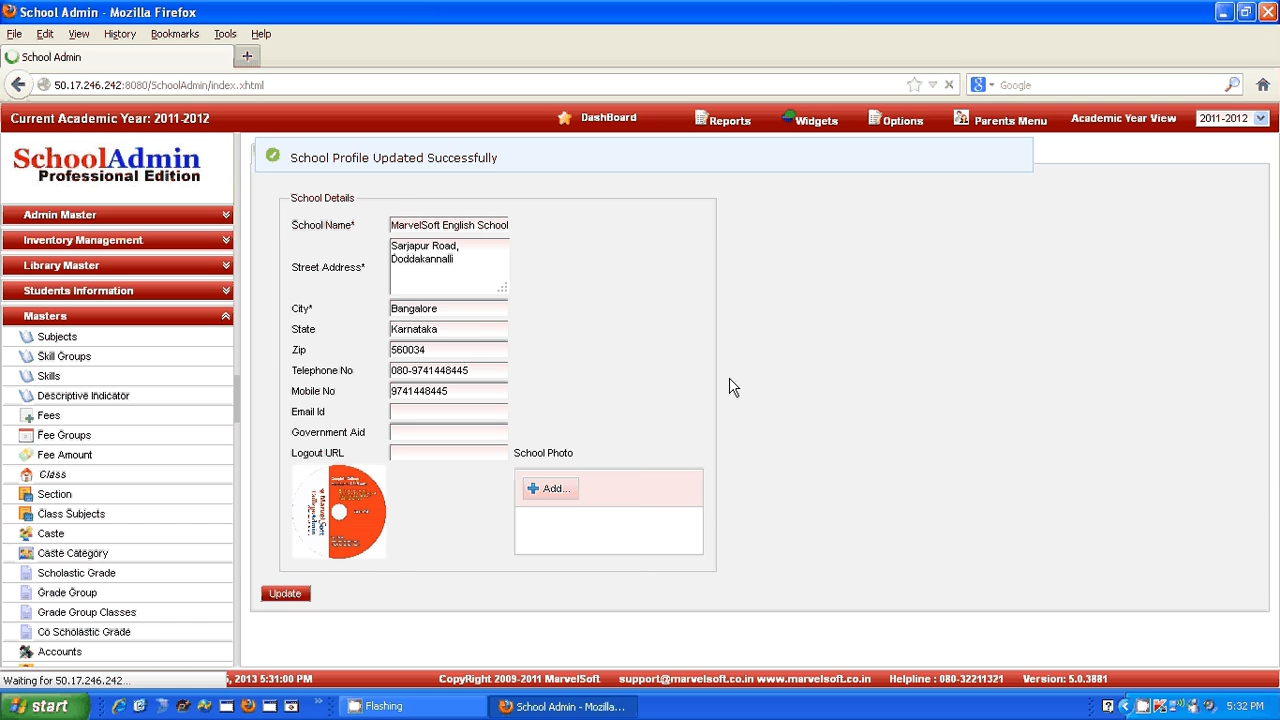 School Admin - Mozilla Firefox
File Edit View History Bookmarks Tools Help
School Admin
50.17.246.242:8080/SchoolAdmin/index.xhtml
Google
Current Academic Year: 2011-2012
DashBoard
Reports
Widgets
Options
Parents Menu
Academic Year View
2011-2012
SchoolAdmin
Professional Edition
School Profile Updated Successfully
Admin Master
Inventory Management
Library Master
Students Information
Masters
Subjects
Skill Groups
Skills
Descriptive Indicator
Fees
Fee Groups
Fee Amount
Class
Section
Class Subjects
Caste
Caste Category
Scholastic Grade
Grade Group
Grade Group Classes
Co Scholastic Grade
Accounts
School Details
School Name* MarvelSoft English School
Street Address* Sarjapur Road,
Doddakannalli
City* Bangalore
State Karnataka
Zip 560034
Telephone No 080-9741448445
Mobile No 9741448445
Email Id
Government Aid
Logout URL
School Photo
Add...
MarvelSoft
Update
Waiting for 50.17.246.242...
, 2013 5:31:00 PM
CopyRight 2009-2011 MarvelSoft
support@marvelsoft.co.in www.marvelsoft.co.in
Helpline : 080-32211321
Version: 5.0.3881
start
Flashing
School Admin - Mozilla...
5:32 PM